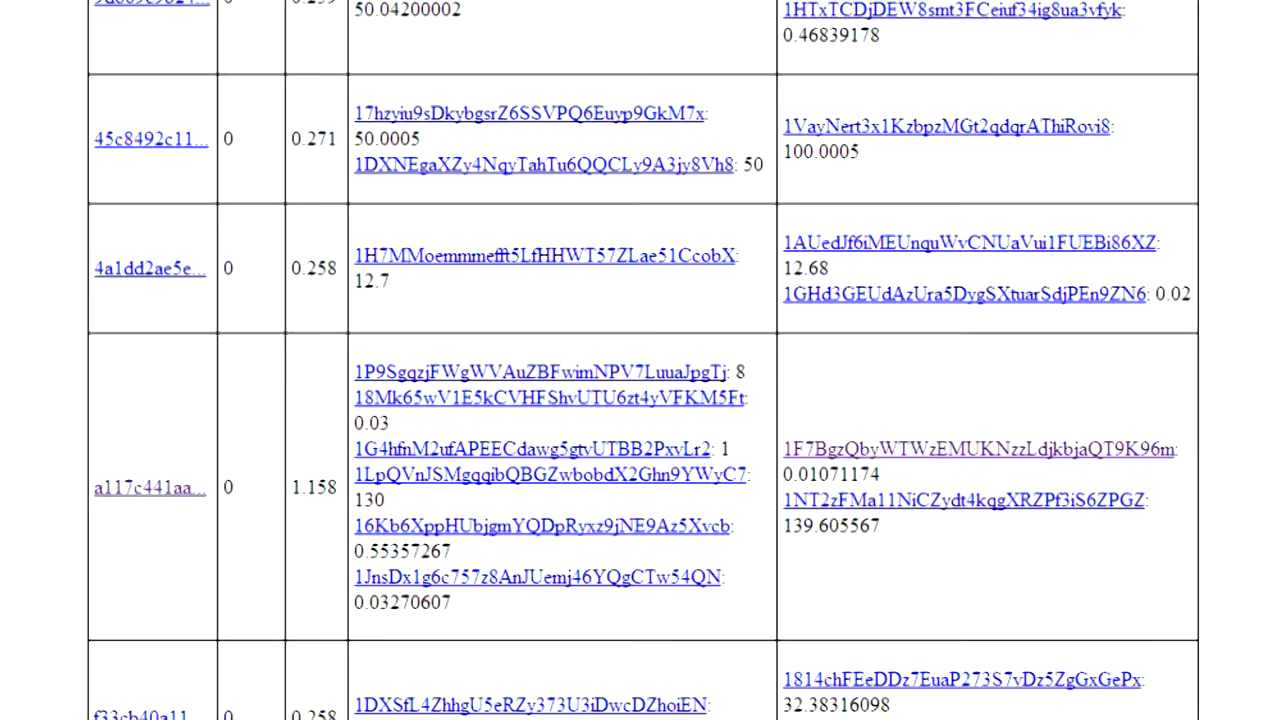 50.04200002
1HTxTCDjDEW8smt3FCeiuf34ig8ua3vfyk:
0.46839178
45c8492c11... 0 0.271
17hzyiu9sDkybgsrZ6SSVPQ6Euyp9GkM7x:
50.0005
1DXNEgaXZy4NqyTahTu6QQCLy9A3jy8Vh8: 50
1VayNert3x1KzbpzMGt2qdqrAThiRovi8:
100.0005
4a1dd2ae5e... 0 0.258
1H7MMoemmmefft5LfHHWT57ZLae51CcobX:
12.7
1AUedJf6iMEUnquWvCNUaVui1FUEBi86XZ:
12.68
1GHd3GEUdAzUra5DygSXtuarSdjPEn9ZN6: 0.02
a117c441aa... 0 1.158
1P9SgqzjFWgWVAuZBFwimNPV7LuuaJpgTj: 8
18Mk65wV1E5kCVHFShvUTU6zt4yVFKM5Ft:
0.03
1G4hfnM2ufAPEECdawg5gtvUTBB2PxvLr2: 1
1LpQVnJSMgqqibQBGZwbobdX2Ghn9YWyC7:
130
16Kb6XppHUbjgmYQDpRyxz9jNE9Az5Xvcb:
0.55357267
1JnsDx1g6c757z8AnJUemj46YQgCTw54QN:
0.03270607
1F7BgzQbyWTWzEMUKNzzLdjkbjaQT9K96m:
0.01071174
1NT2zFMa11NiCZydt4kqgXRZPf3iS6ZPGZ:
139.605567
f33cb40a11... 0 0.258
1DXSfL4ZhhgU5eRZy373U3iDwcDZhoiEN:
1814chFEeDDz7EuaP273S7vDz5ZgGxGePx:
32.38316098